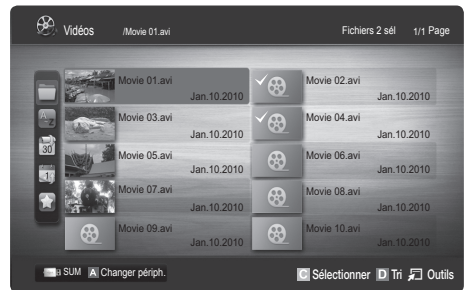 Vidéos /Movie 01.avi Fichiers 2 sél 1/1 Page
Movie 01.avi Movie 02.avi
Jan.10.2010 Jan.10.2010
Movie 03.avi Movie 04.avi
Jan.10.2010 Jan.10.2010
Movie 05.avi Movie 06.avi
Jan.10.2010 Jan.10.2010
Movie 07.avi Movie 08.avi
Jan.10.2010 Jan.10.2010
Movie 09.avi Movie 10.avi
Jan.10.2010 Jan.10.2010
SUM A Changer périph. C Sélectionner D Tri Outils